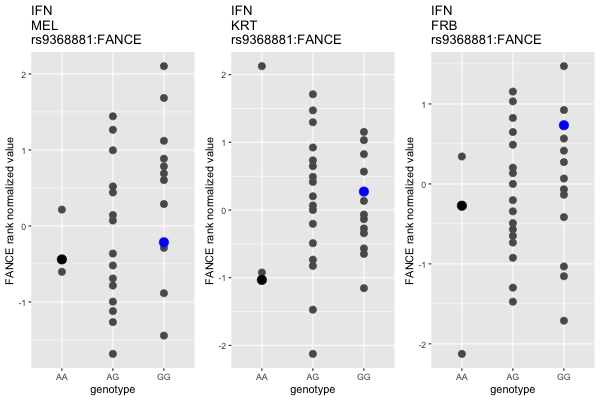 IFN
MEL
rs9368881:FANCE
FANCE rank normalized value
2
1
0
-1
AA
AG
GG
genotype
IFN
KRT
rs9368881:FANCE
FANCE rank normalized value
2
1
0
-1
-2
AA
AG
GG
genotype
IFN
FRB
rs9368881:FANCE
FANCE rank normalized value
1
0
-1
-2
AA
AG
GG
genotype